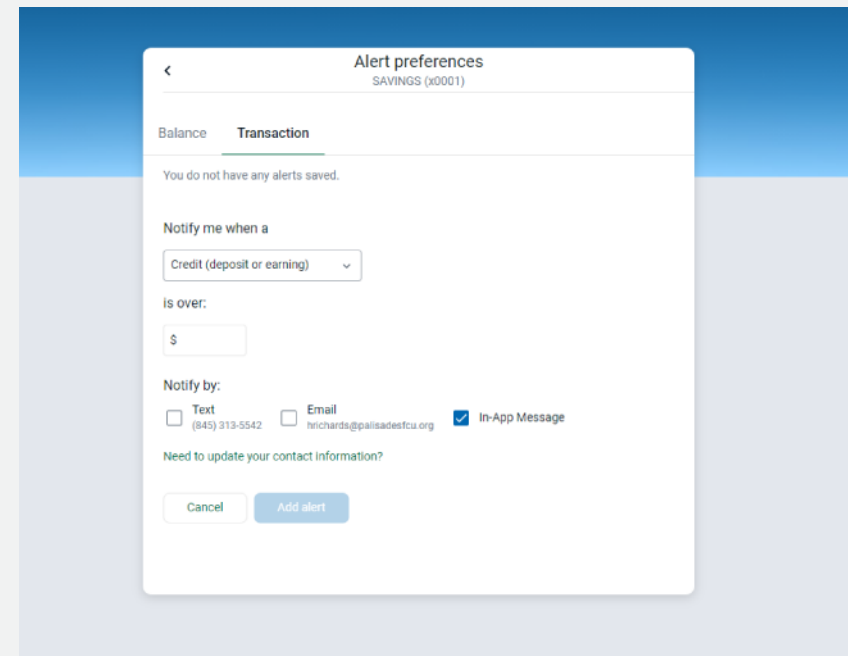 Alert preferences
SAVINGS (x0001)
Balance Transaction
You do not have any alerts saved.
Notify me when a
Credit (deposit or earning)
is over:
$
Notify by:
Text Email In-App Message
(845) 313-5542 hrichards@palisadesfcu.org
Need to update your contact information?
Cancel Add alert